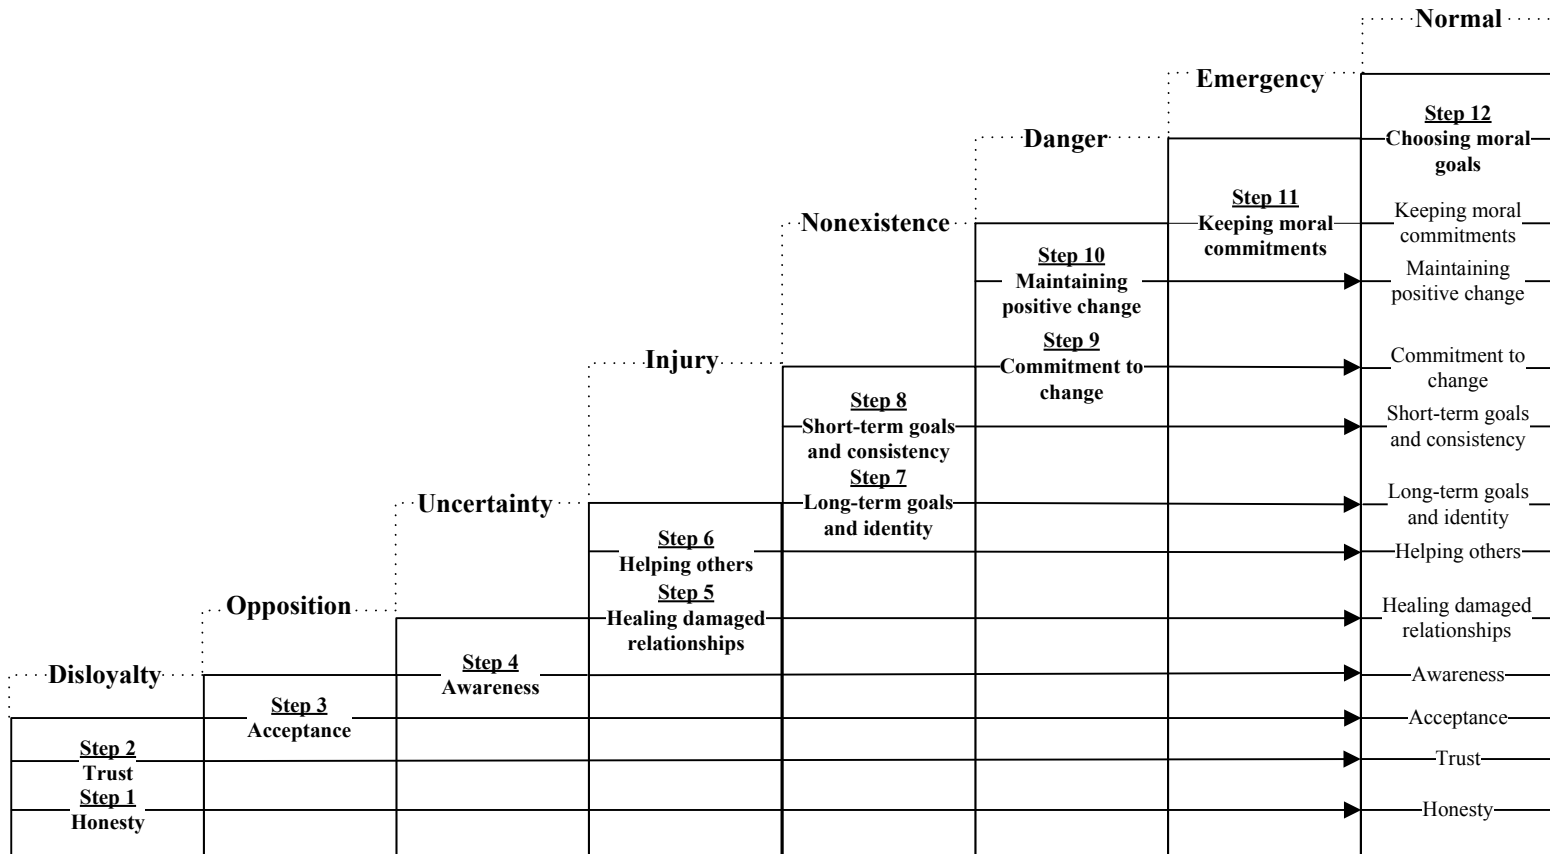 Normal
Emergency
Step 12
Choosing moral
goals
Danger
Step 11
Keeping moral
commitments
Keeping moral
commitments
Nonexistence
Step 10
Maintaining
positive change
Maintaining
positive change
Injury
Step 9
Commitment to
change
Commitment to
change
Step 8
Short-term goals
and consistency
Short-term goals
and consistency
Uncertainty
Step 7
Long-term goals
and identity
Long-term goals
and identity
Step 6
Helping others
Helping others
Opposition
Step 5
Healing damaged
relationships
Healing damaged
relationships
Disloyalty
Step 4
Awareness
Awareness
Step 3
Acceptance
Acceptance
Step 2
Trust
Trust
Step 1
Honesty
Honesty